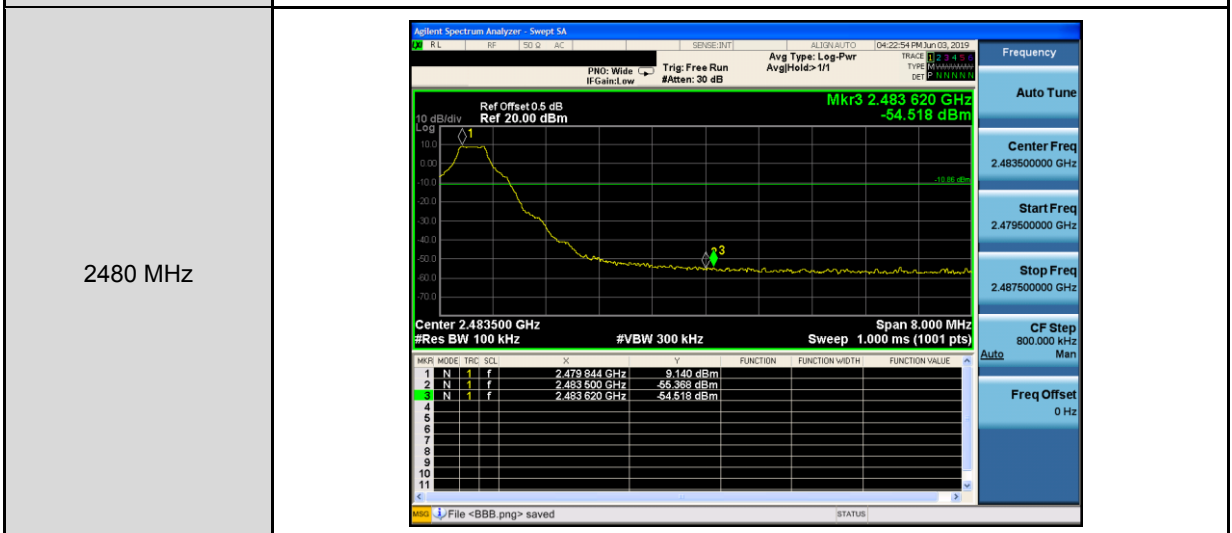 2480 MHz
Agilent Spectrum Analyzer - Swept SA
RL RF 50 Ω AC SENSE:INT ALIGNAUTO 04:22:54 PM Jun 03, 2019
PNO: Wide Trig: Free Run Avg Type: Log-Pwr TRACE 1 2 3 4 5 6
IFGain:Low #Atten: 30 dB Avg|Hold:>1/1 TYPE M
DET P N N N N N
Mkr3 2.483 620 GHz
-54.518 dBm
Ref Offset 0.5 dB
10 dB/div Ref 20.00 dBm
Log
1
10.0
0.00
-10.0
-10.86 dBm
-20.0
-30.0
-40.0
2 3
-50.0
-60.0
-70.0
Center 2.483500 GHz Span 8.000 MHz
#Res BW 100 kHz #VBW 300 kHz Sweep 1.000 ms (1001 pts)
MKR MODE TRC SCL X Y FUNCTION FUNCTION WIDTH FUNCTION VALUE
1 N 1 f 2.479 844 GHz 9.140 dBm
2 N 1 f 2.483 500 GHz -55.368 dBm
3 N 1 f 2.483 620 GHz -54.518 dBm
4
5
6
7
8
9
10
11
MSG File <BBB.png> saved STATUS
Frequency
Auto Tune
Center Freq
2.483500000 GHz
Start Freq
2.479500000 GHz
Stop Freq
2.487500000 GHz
CF Step
800.000 kHz
Auto Man
Freq Offset
0 Hz